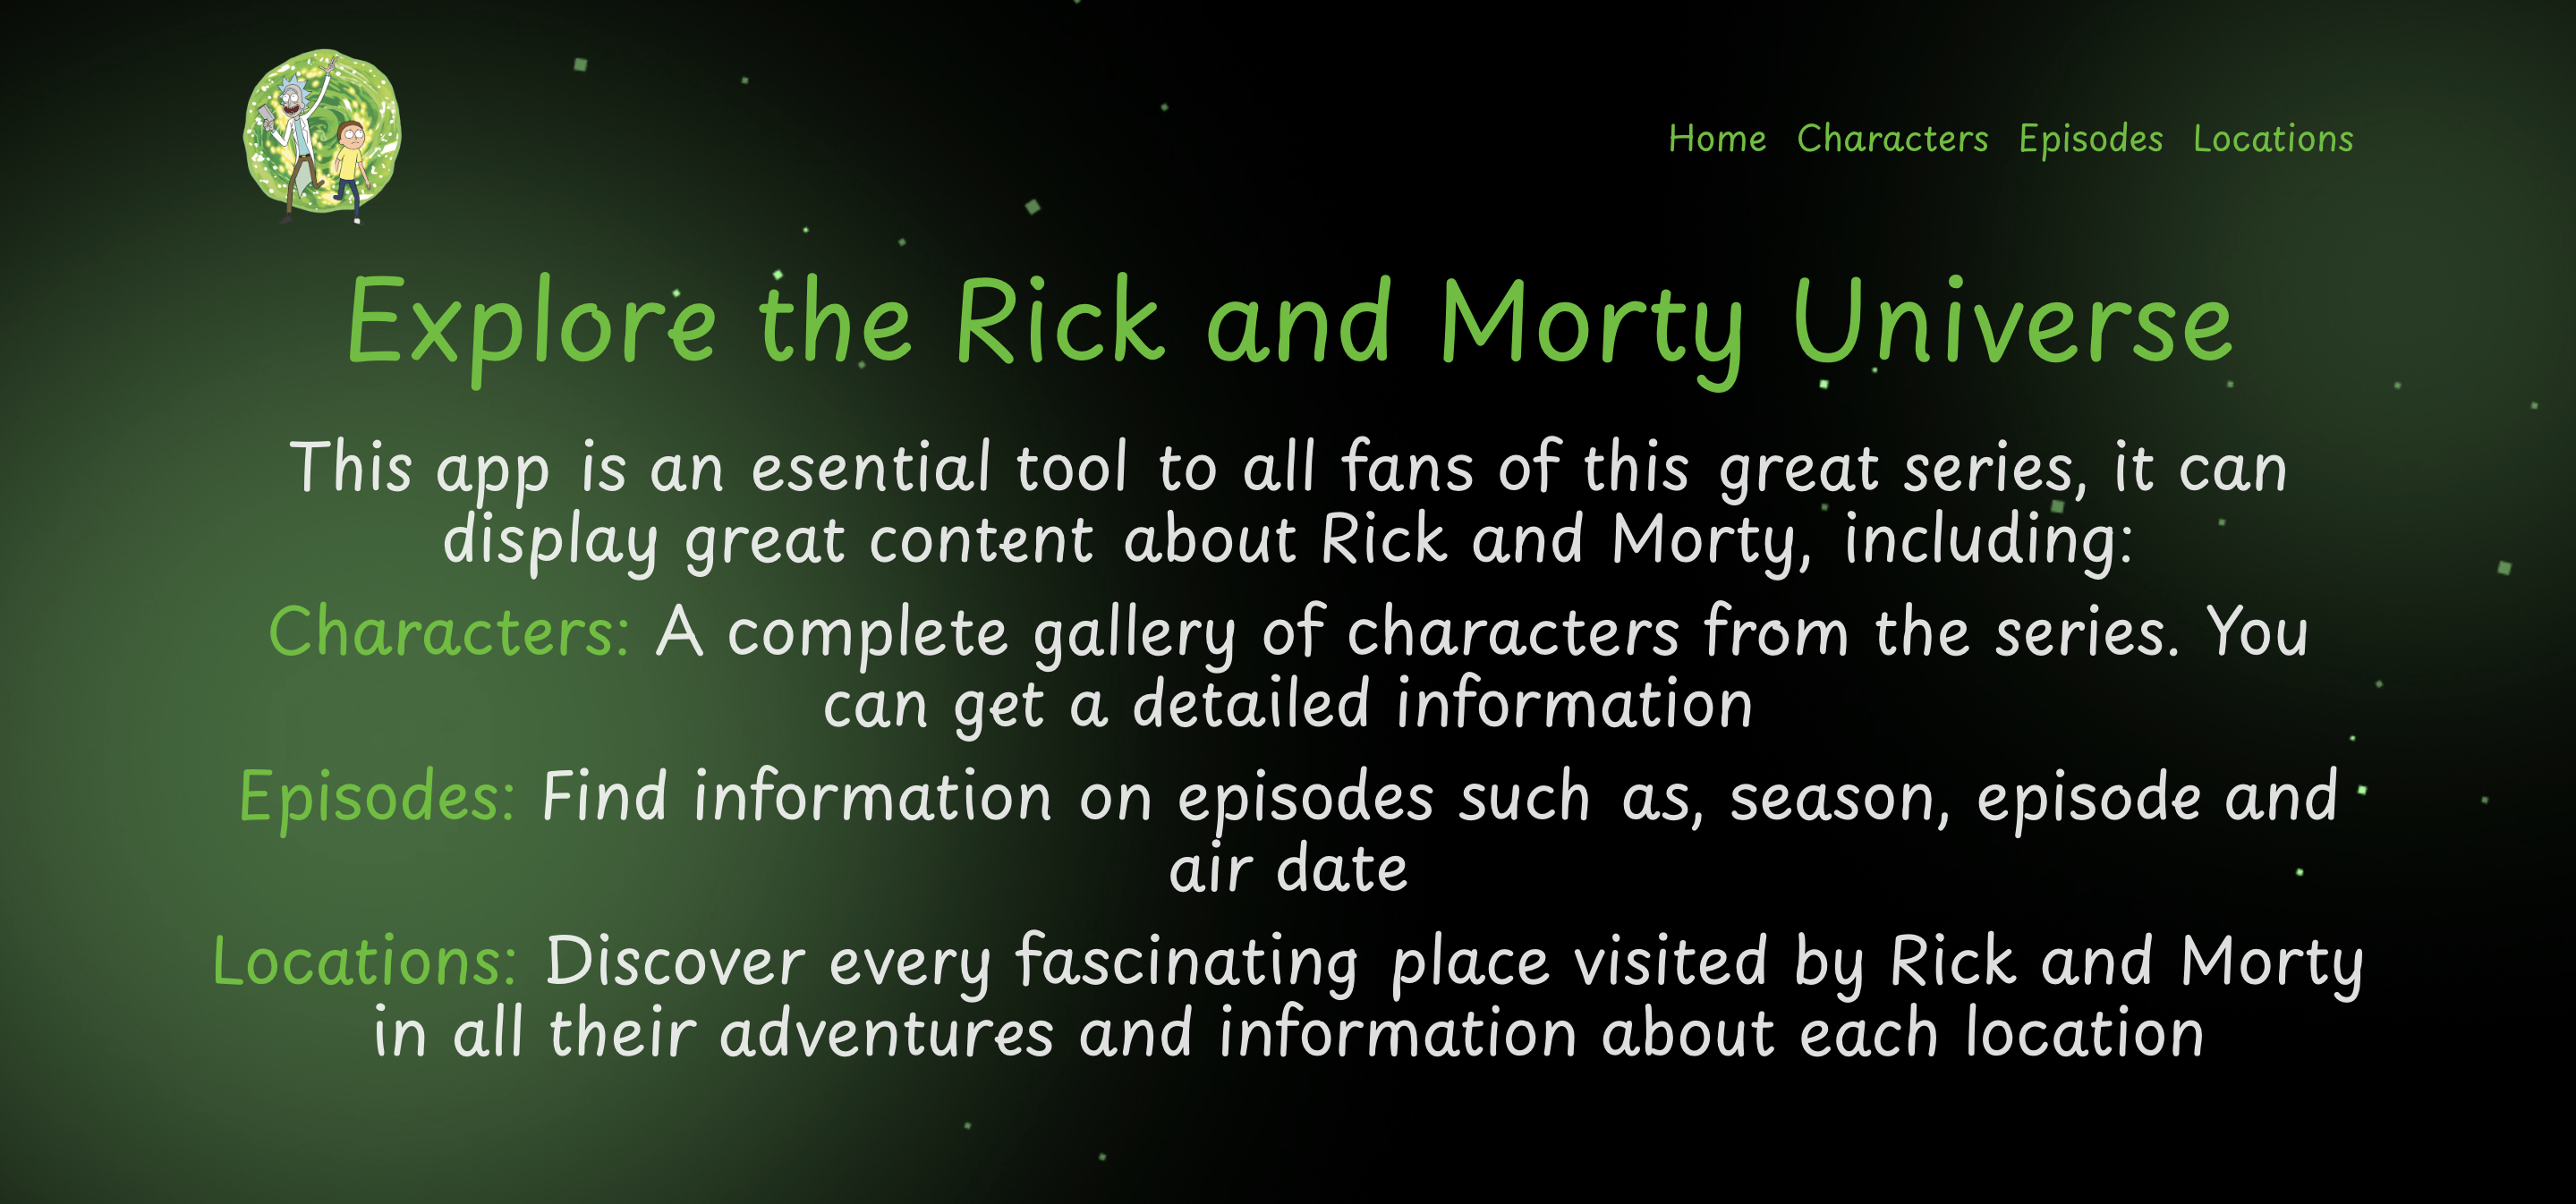 Home Characters Episodes Locations
Explore the Rick and Morty Universe
This app is an esential tool to all fans of this great series, it can
display great content about Rick and Morty, including:
Characters: A complete gallery of characters from the series. You
can get a detailed information
Episodes: Find information on episodes such as, season, episode and
air date
Locations: Discover every fascinating place visited by Rick and Morty
in all their adventures and information about each location